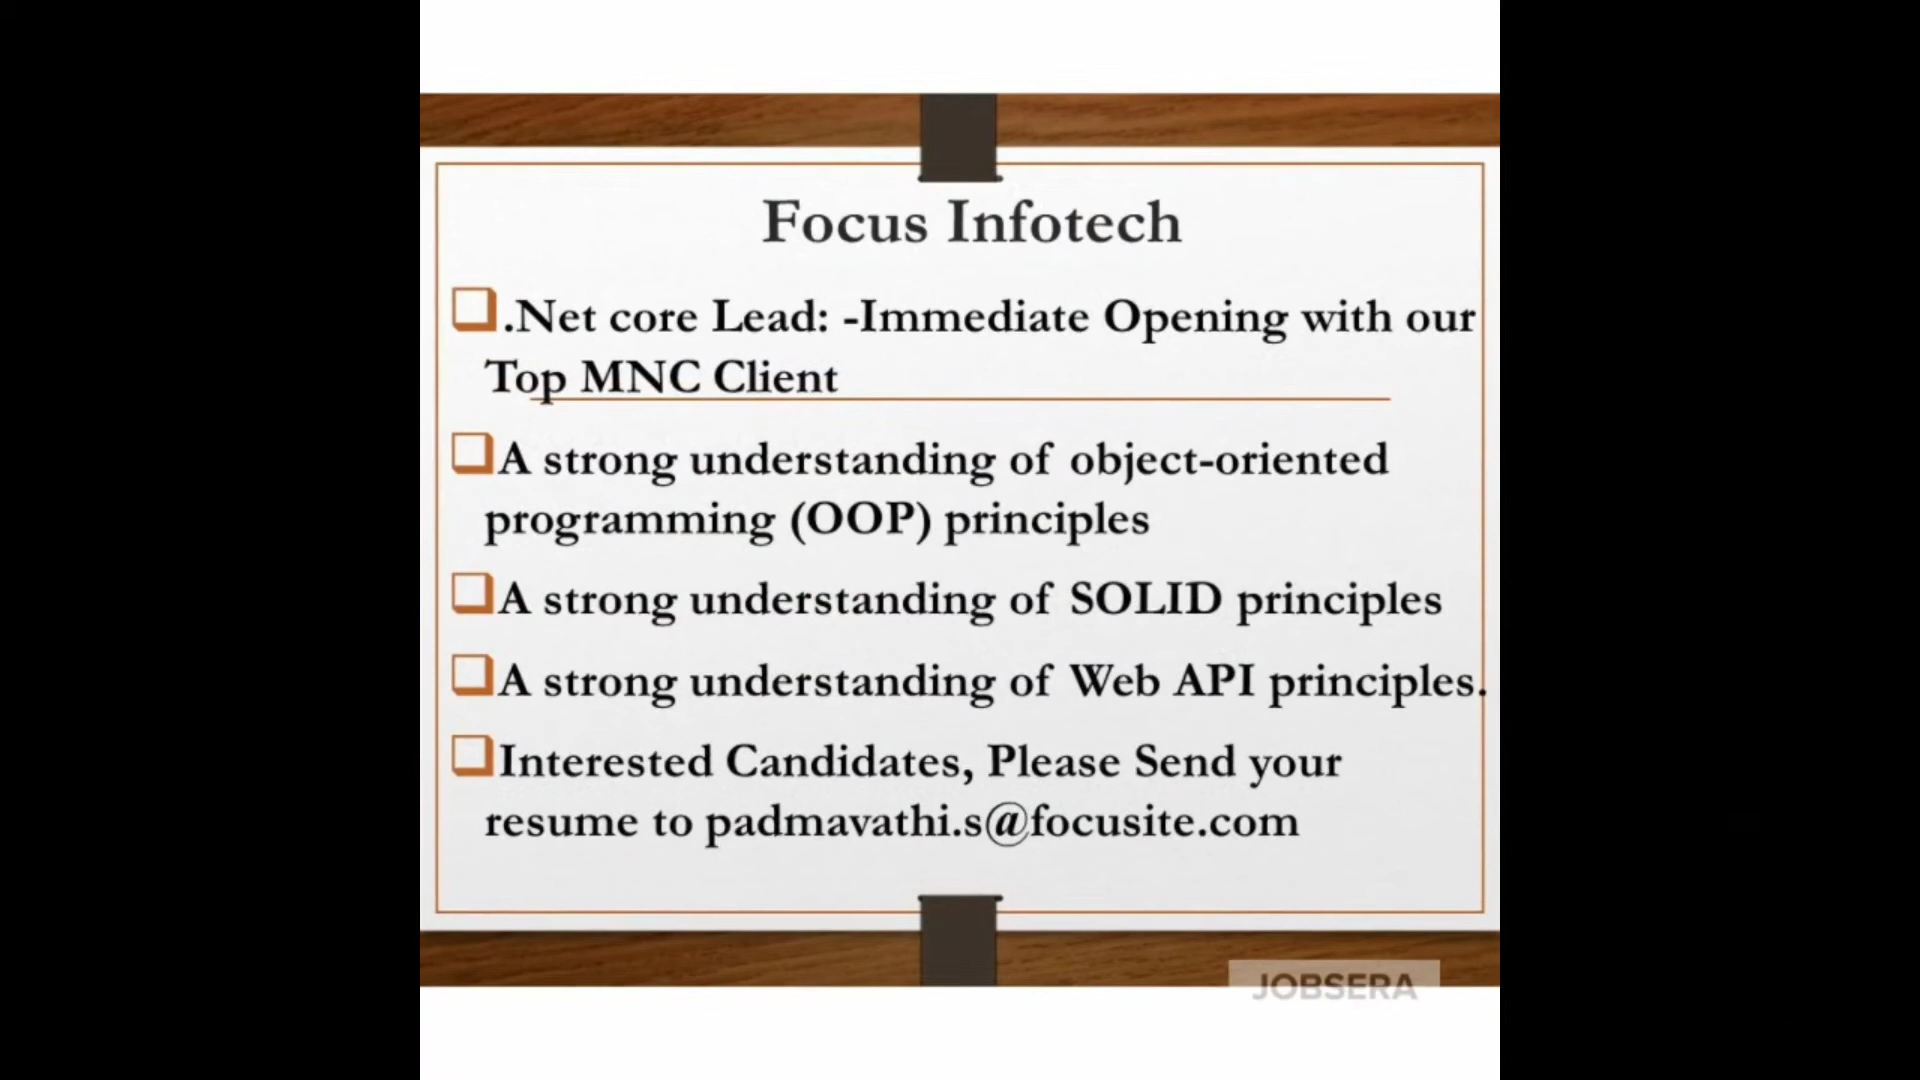 Focus Infotech
.Net core Lead: -Immediate Opening with our
Top MNC Client
A strong understanding of object-oriented
programming (OOP) principles
A strong understanding of SOLID principles
A strong understanding of Web API principles.
Interested Candidates, Please Send your
resume to padmavathi.s@focusite.com
JOBSERA